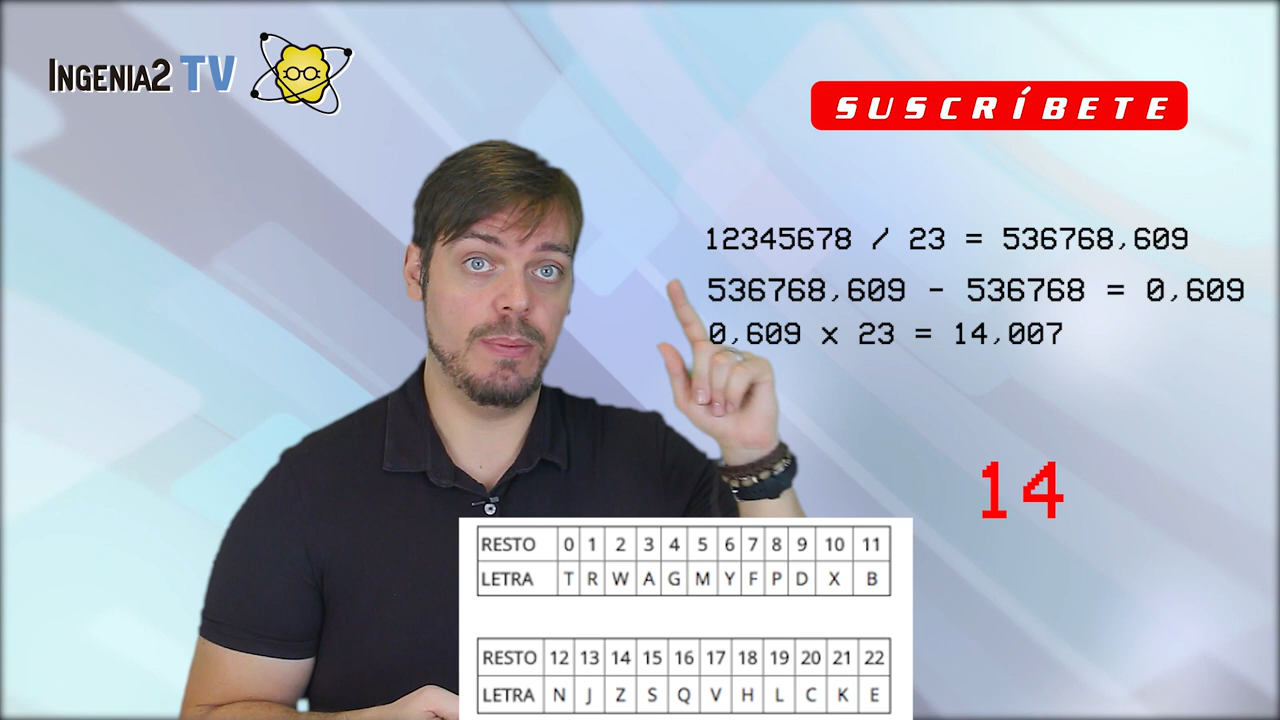 INGENIA2 TV
SUSCRÍBETE
12345678 / 23 = 536768,609
536768,609 - 536768 = 0,609
0,609 x 23 = 14,007
14
RESTO 0 1 2 3 4 5 6 7 8 9 10 11
LETRA T R W A G M Y F P D X B
RESTO 12 13 14 15 16 17 18 19 20 21 22
LETRA N J Z S Q V H L C K E